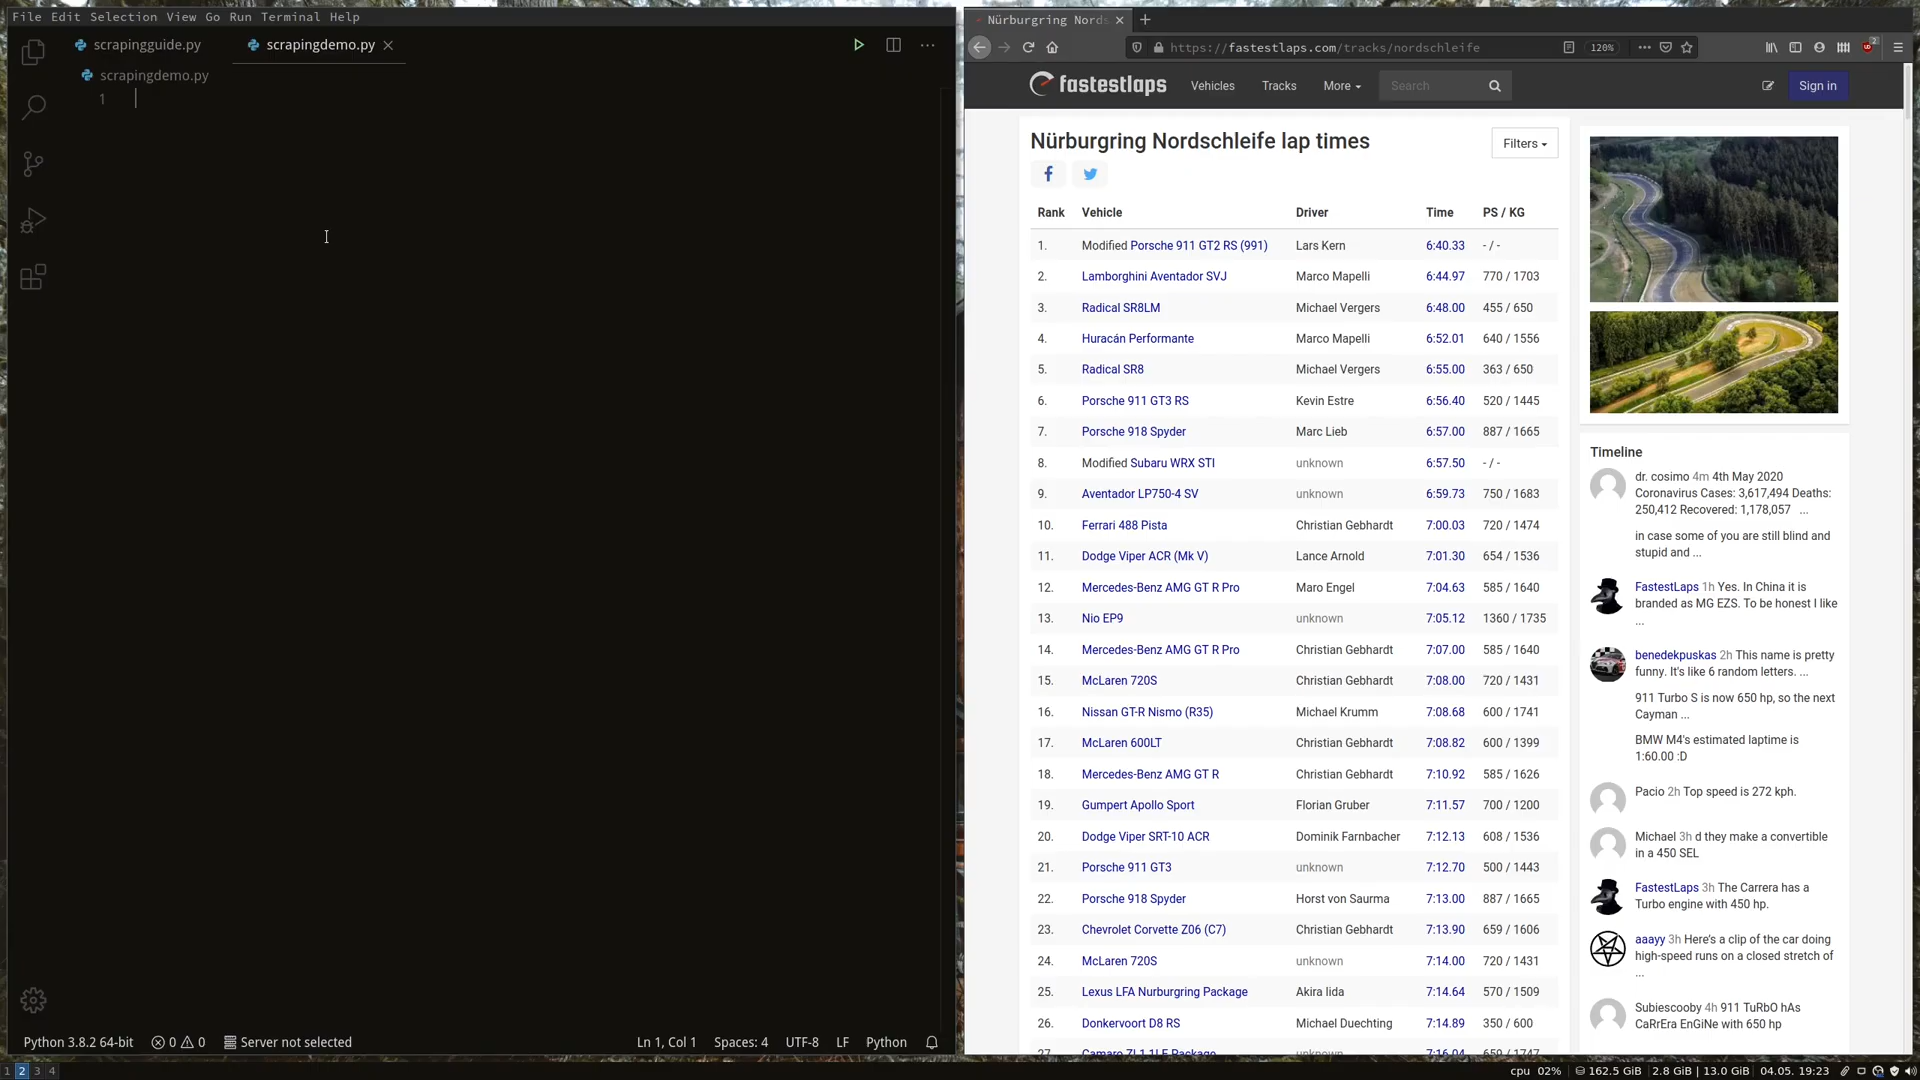 File Edit Selection View Go Run Terminal Help
scrapingguide.py
scrapingdemo.py
scrapingdemo.py
1
Python 3.8.2 64-bit
0
0
Server not selected
Ln 1, Col 1
Spaces: 4
UTF-8
LF
Python
Nürburgring Nords
https://fastestlaps.com/tracks/nordschleife
120%
2
fastestlaps
Vehicles
Tracks
More
Search
Sign in
Nürburgring Nordschleife lap times
Filters
Rank Vehicle Driver Time PS / KG
1. Modified Porsche 911 GT2 RS (991) Lars Kern 6:40.33 - / -
2. Lamborghini Aventador SVJ Marco Mapelli 6:44.97 770 / 1703
3. Radical SR8LM Michael Vergers 6:48.00 455 / 650
4. Huracán Performante Marco Mapelli 6:52.01 640 / 1556
5. Radical SR8 Michael Vergers 6:55.00 363 / 650
6. Porsche 911 GT3 RS Kevin Estre 6:56.40 520 / 1445
7. Porsche 918 Spyder Marc Lieb 6:57.00 887 / 1665
8. Modified Subaru WRX STI unknown 6:57.50 - / -
9. Aventador LP750-4 SV unknown 6:59.73 750 / 1683
10. Ferrari 488 Pista Christian Gebhardt 7:00.03 720 / 1474
11. Dodge Viper ACR (Mk V) Lance Arnold 7:01.30 654 / 1536
12. Mercedes-Benz AMG GT R Pro Maro Engel 7:04.63 585 / 1640
13. Nio EP9 unknown 7:05.12 1360 / 1735
14. Mercedes-Benz AMG GT R Pro Christian Gebhardt 7:07.00 585 / 1640
15. McLaren 720S Christian Gebhardt 7:08.00 720 / 1431
16. Nissan GT-R Nismo (R35) Michael Krumm 7:08.68 600 / 1741
17. McLaren 600LT Christian Gebhardt 7:08.82 600 / 1399
18. Mercedes-Benz AMG GT R Christian Gebhardt 7:10.92 585 / 1626
19. Gumpert Apollo Sport Florian Gruber 7:11.57 700 / 1200
20. Dodge Viper SRT-10 ACR Dominik Farnbacher 7:12.13 608 / 1536
21. Porsche 911 GT3 unknown 7:12.70 500 / 1443
22. Porsche 918 Spyder Horst von Saurma 7:13.00 887 / 1665
23. Chevrolet Corvette Z06 (C7) Christian Gebhardt 7:13.90 659 / 1606
24. McLaren 720S unknown 7:14.00 720 / 1431
25. Lexus LFA Nurburgring Package Akira Iida 7:14.64 570 / 1509
26. Donkervoort D8 RS Michael Duechting 7:14.89 350 / 600
27. Camaro ZL1 1LE Package unknown 7:16.04 659 / 1747
Timeline
dr. cosimo 4m 4th May 2020
Coronavirus Cases: 3,617,494 Deaths:
250,412 Recovered: 1,178,057 ...
in case some of you are still blind and
stupid and ...
FastestLaps 1h Yes. In China it is
branded as MG EZS. To be honest I like
...
benedekpuskas 2h This name is pretty
funny. It's like 6 random letters. ...
911 Turbo S is now 650 hp, so the next
Cayman ...
BMW M4's estimated laptime is
1:60.00 :D
Pacio 2h Top speed is 272 kph.
Michael 3h d they make a convertible
in a 450 SEL
FastestLaps 3h The Carrera has a
Turbo engine with 450 hp.
aaayy 3h Here's a clip of the car doing
high-speed runs on a closed stretch of
...
Subiescooby 4h 911 TuRbO hAs
CaRrEra EnGiNe with 650 hp
1 2 3 4
cpu 02% 162.5 GiB 2.8 GiB | 13.0 GiB 04.05. 19:23